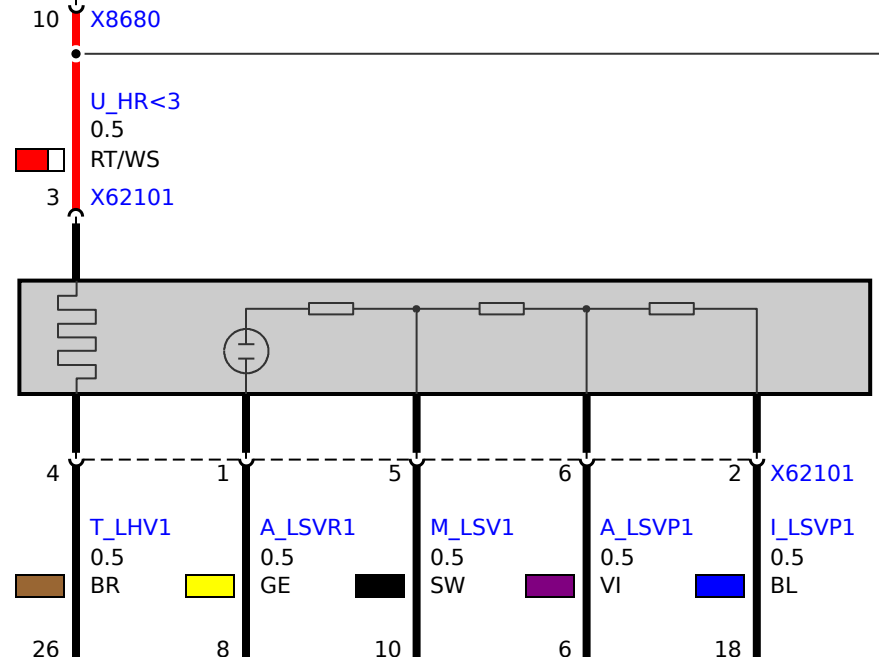 10 X8680
U_HR<3
0.5
RT/WS
3 X62101
4 1 5 6 2 X62101
T_LHV1 A_LSVR1 M_LSV1 A_LSVP1 I_LSVP1
0.5 0.5 0.5 0.5 0.5
BR GE SW VI BL
26 8 10 6 18